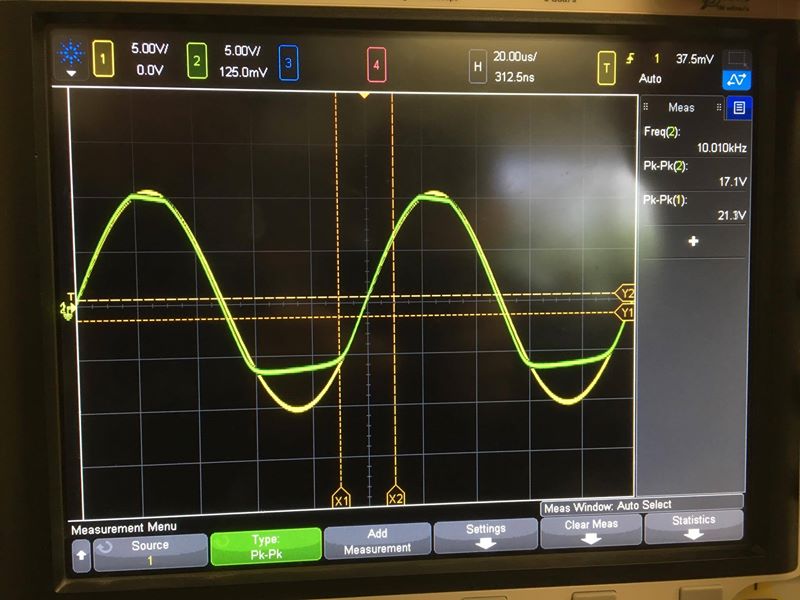 1 5.00V/ 2 5.00V/ 3 4 H 20.00us/ T 1 37.5mV
0.0V 125.0mV 312.5ns Auto
Meas
Freq(2):
10.010kHz
Pk-Pk(2):
17.1V
Pk-Pk(1):
21.3V
T
Y2
2
Y1
X1 X2
Meas Window: Auto Select
Measurement Menu
Source
1
Type:
Pk-Pk
Add
Measurement
Settings
Clear Meas
Statistics